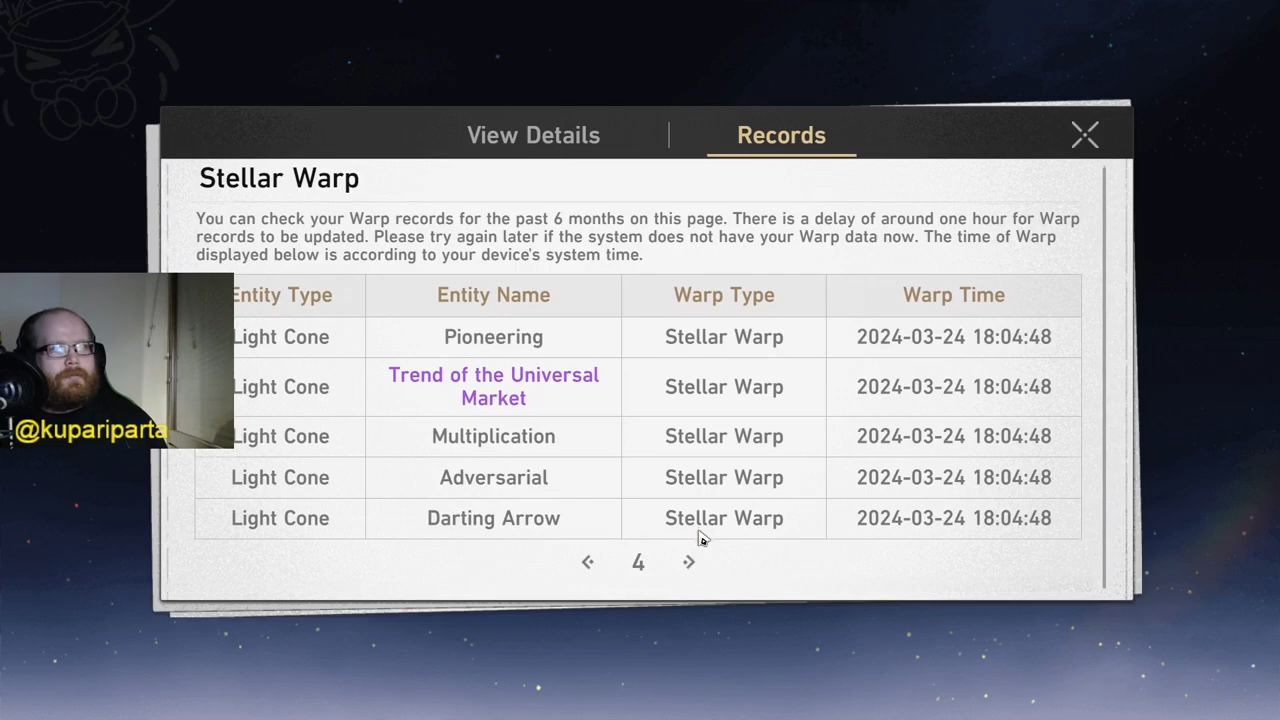 View Details
Records
Stellar Warp
You can check your Warp records for the past 6 months on this page. There is a delay of around one hour for Warp
records to be updated. Please try again later if the system does not have your Warp data now. The time of Warp
displayed below is according to your device's system time.
Entity Type Entity Name Warp Type Warp Time
Light Cone Pioneering Stellar Warp 2024-03-24 18:04:48
Light Cone Trend of the Universal Stellar Warp 2024-03-24 18:04:48
Market
Light Cone Multiplication Stellar Warp 2024-03-24 18:04:48
Light Cone Adversarial Stellar Warp 2024-03-24 18:04:48
Light Cone Darting Arrow Stellar Warp 2024-03-24 18:04:48
4
@kupariparta